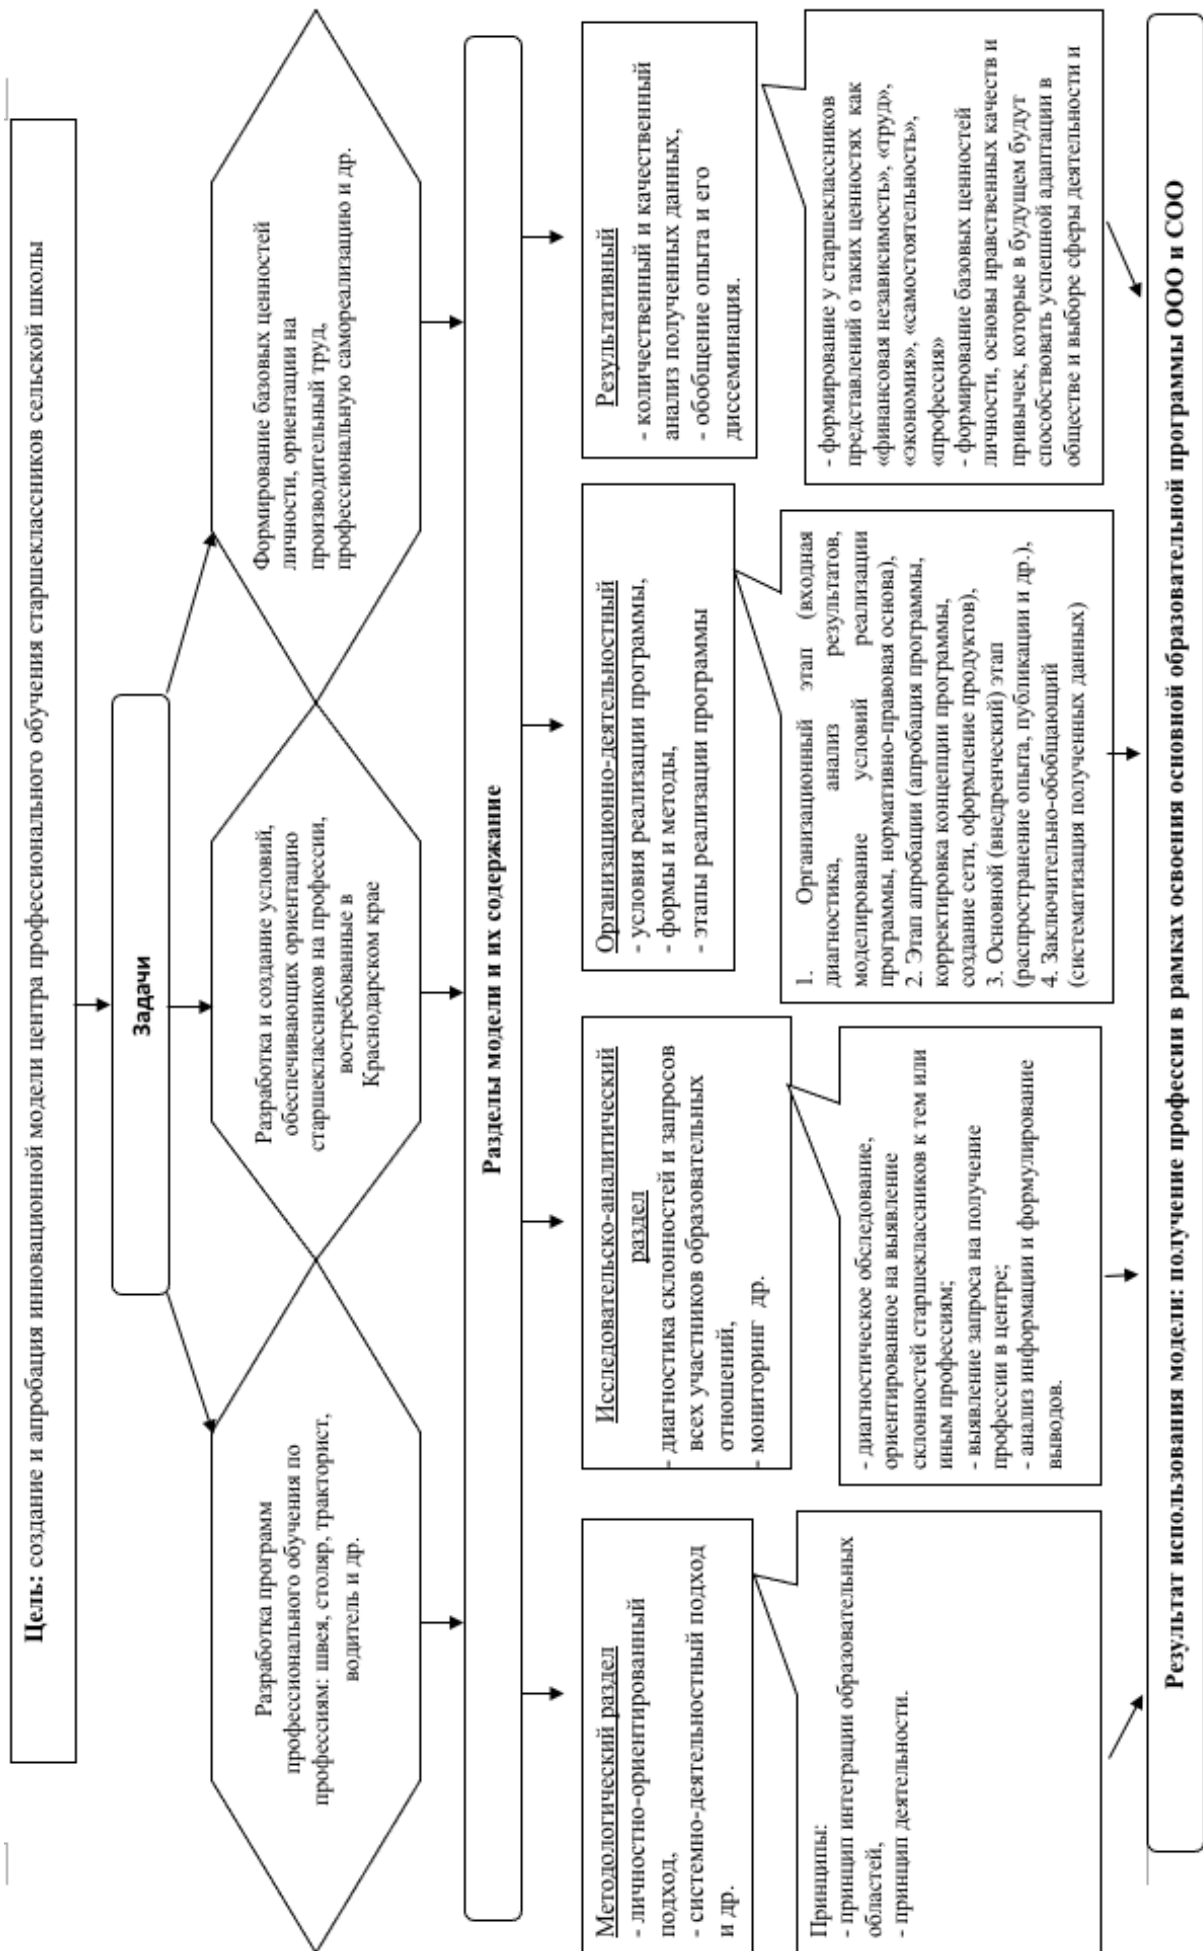 Цель: создание и апробация инновационной модели центра профессионального обучения старшеклассников сельской школы
Задачи
Разработка программ
профессионального обучения по
профессиям: швея, столяр, тракторист,
водитель и др.
Разработка и создание условий,
обеспечивающих ориентацию
старшеклассников на профессии,
востребованные в
Краснодарском крае
Формирование базовых ценностей
личности, ориентации на
производительный труд,
профессиональную самореализацию и др.
Разделы модели и их содержание
Методологический раздел
- личностно-ориентированный
подход,
- системно-деятельностный подход
и др.
Исследовательско-аналитический
раздел
- диагностика склонностей и запросов
всех участников образовательных
отношений,
- мониторинг др.
Организационно-деятельностный
- условия реализации программы,
- формы и методы,
- этапы реализации программы
Результативный
- количественный и качественный
анализ полученных данных,
- обобщение опыта и его
диссеминация.
Принципы:
- принцип интеграции образовательных
областей,
- принцип деятельности.
- диагностическое обследование,
ориентированное на выявление
склонностей старшеклассников к тем или
иным профессиям;
- выявление запроса на получение
профессии в центре;
- анализ информации и формулирование
выводов.
1. Организационный этап (входная
диагностика, анализ результатов,
моделирование условий реализации
программы, нормативно-правовая основа),
2. Этап апробации (апробация программы,
корректировка концепции программы,
создание сети, оформление продуктов),
3. Основной (внедренческий) этап
(распространение опыта, публикации и др.),
4. Заключительно-обобщающий
(систематизация полученных данных)
- формирование у старшеклассников
представлений о таких ценностях как
«финансовая независимость», «труд»,
«экономия», «самостоятельность»,
«профессия»
- формирование базовых ценностей
личности, основы нравственных качеств и
привычек, которые в будущем будут
способствовать успешной адаптации в
обществе и выборе сферы деятельности и
Результат использования модели: получение профессии в рамках освоения основной образовательной программы ООО и СОО